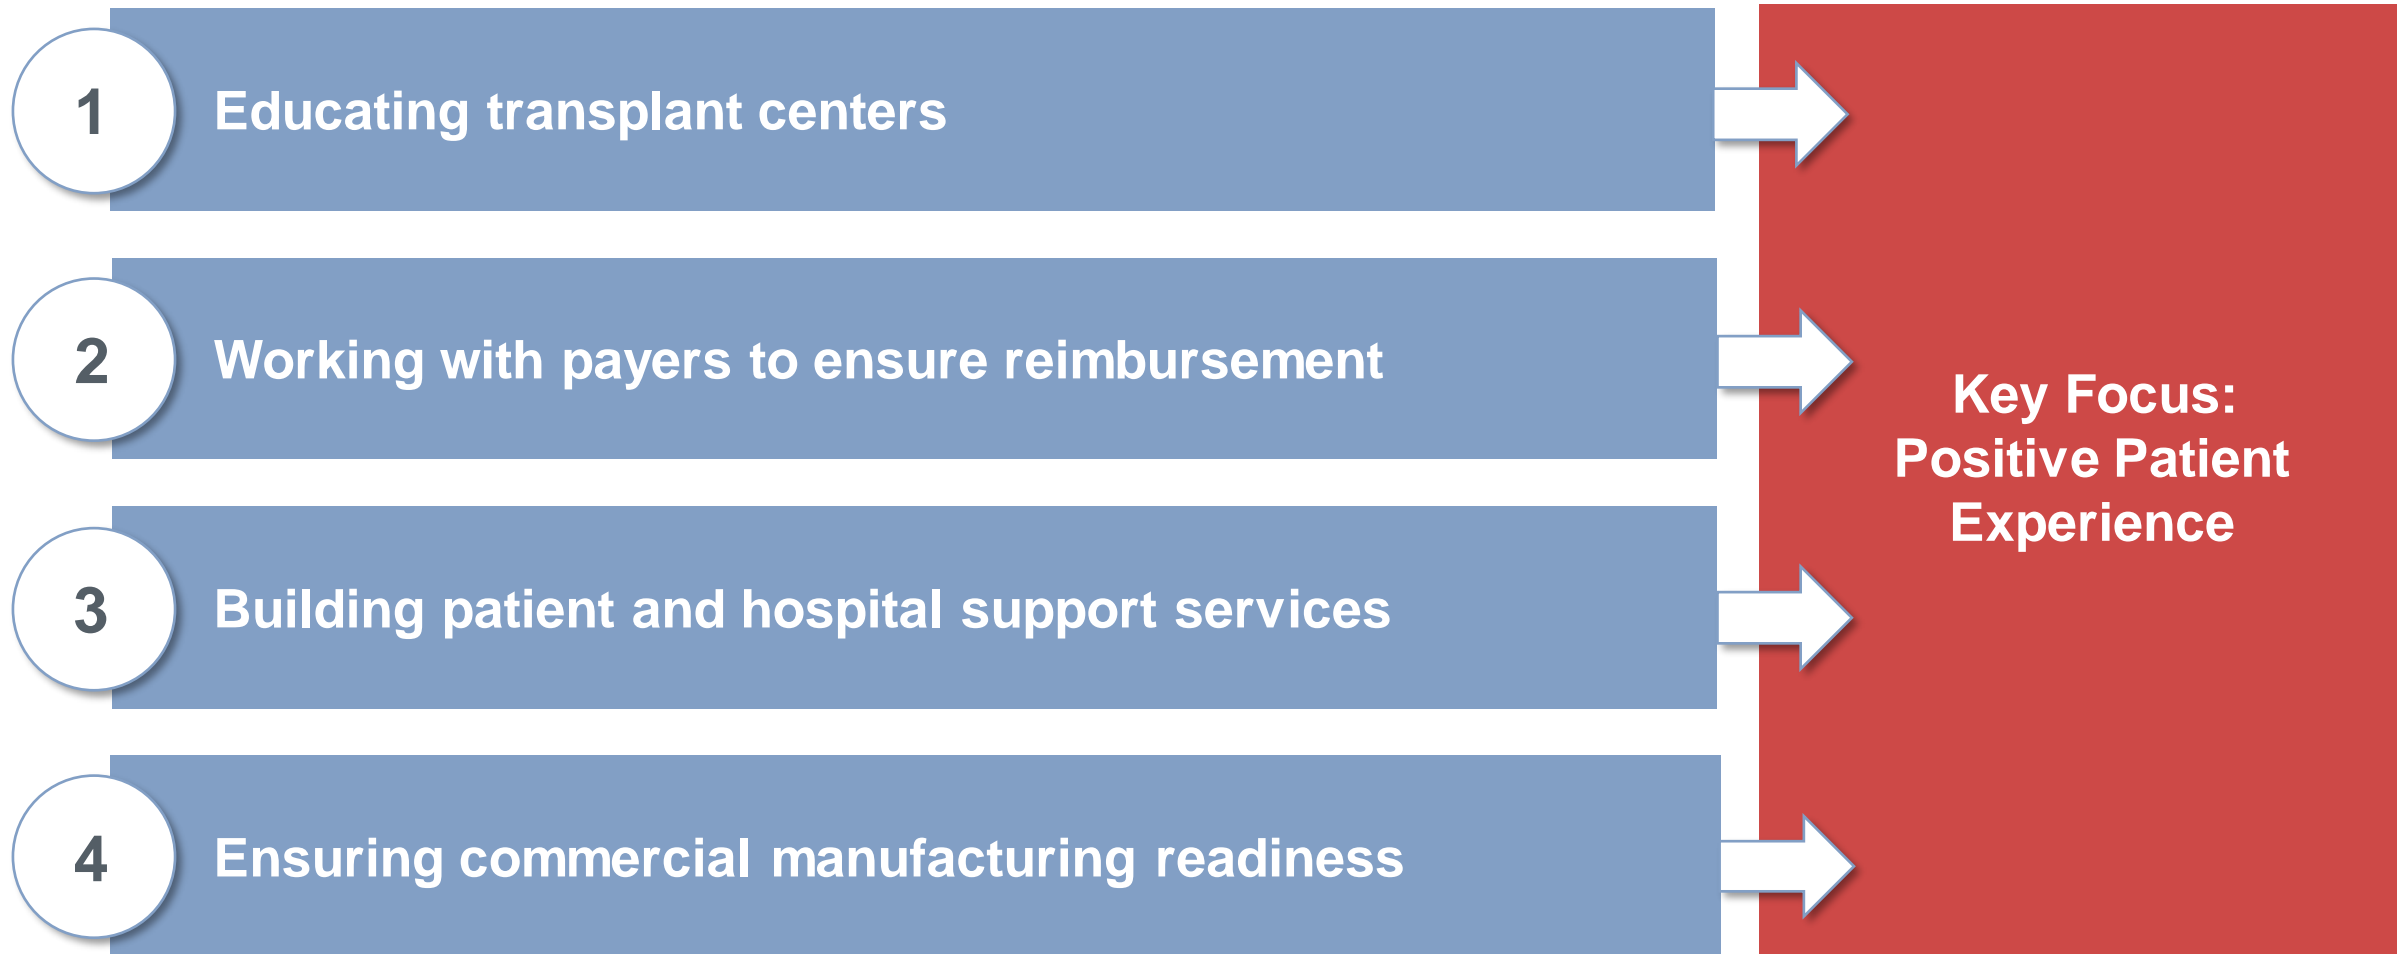 1
Educating transplant centers
2
Working with payers to ensure reimbursement
3
Building patient and hospital support services
4
Ensuring commercial manufacturing readiness
Key Focus:
Positive Patient
Experience